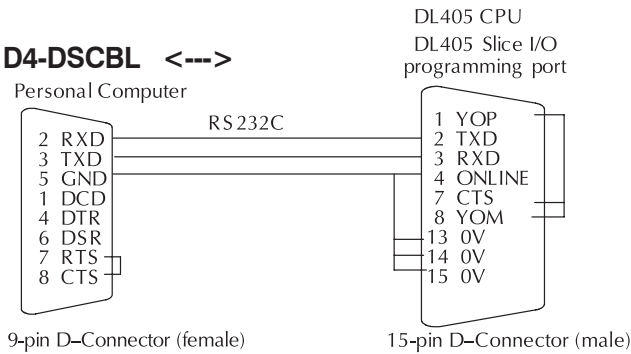 DL405 CPU
DL405 Slice I/O
programming port
D4-DSCBL <--->
Personal Computer
RS232C
2 RXD
3 TXD
5 GND
1 DCD
4 DTR
6 DSR
7 RTS
8 CTS
1 YOP
2 TXD
3 RXD
4 ONLINE
7 CTS
8 YOM
13 0V
14 0V
15 0V
9-pin D–Connector (female)
15-pin D–Connector (male)